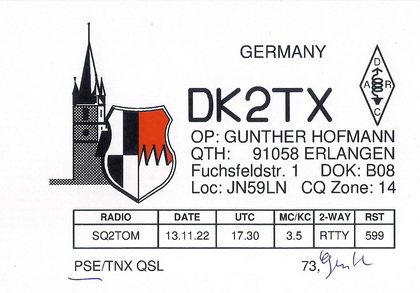 GERMANY
DARC
DK2TX
OP: GUNTHER HOFMANN
QTH: 91058 ERLANGEN
Fuchsfeldstr. 1 DOK: B08
Loc: JN59LN CQ Zone: 14
RADIO DATE UTC MC/KC 2-WAY RST
SQ2TOM 13.11.22 17.30 3.5 RTTY 599
PSE/TNX QSL 73,